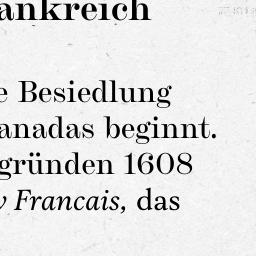 ankreich
e Besiedlung
anadas beginnt.
gründen 1608
v Francais, das